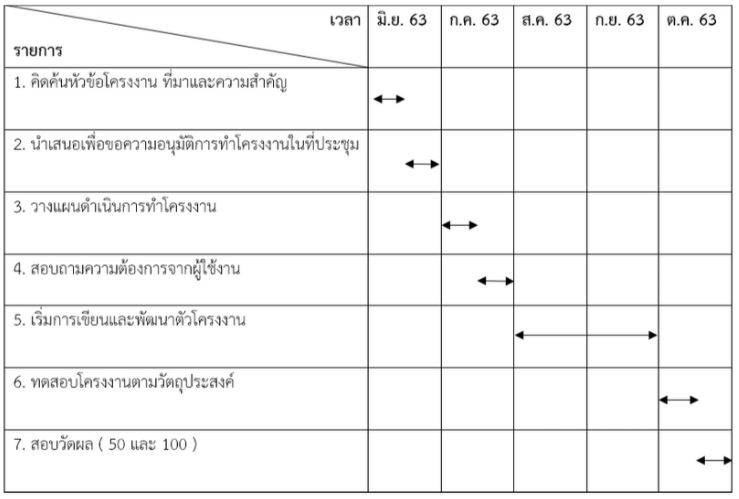 เวลา มิ.ย. 63 ก.ค. 63 ส.ค. 63 ก.ย. 63 ต.ค. 63
รายการ
1. คิดค้นหัวข้อโครงงาน ที่มาและความสำคัญ
2. นำเสนอเพื่อขอความอนุมัติการทำโครงงานในที่ประชุม
3. วางแผนดำเนินการทำโครงงาน
4. สอบถามความต้องการจากผู้ใช้งาน
5. เริ่มการเขียนและพัฒนาตัวโครงงาน
6. ทดสอบโครงงานตามวัตถุประสงค์
7. สอบวัดผล ( 50 และ 100 )